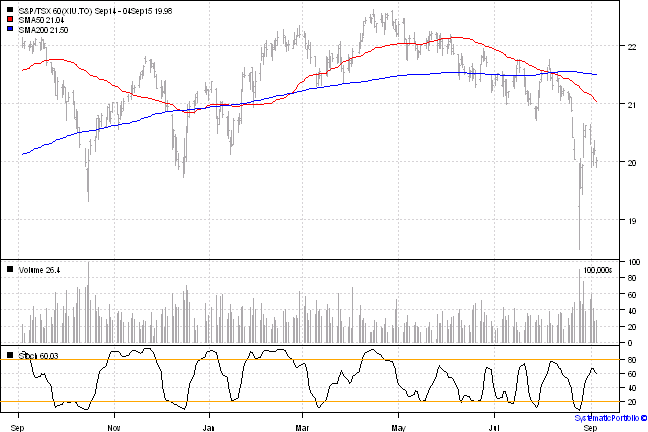 S&P/TSX 60(XIU.TO) Sep14 - 04Sep15 19.98
SMA50 21.04
SMA200 21.50
22
21
20
19
Volume 26.4
100,000s
100
80
60
40
20
0
Stoch 60.03
80
60
40
20
Sep Nov Jan Mar May Jul Sep
SystematicPortfolio ©